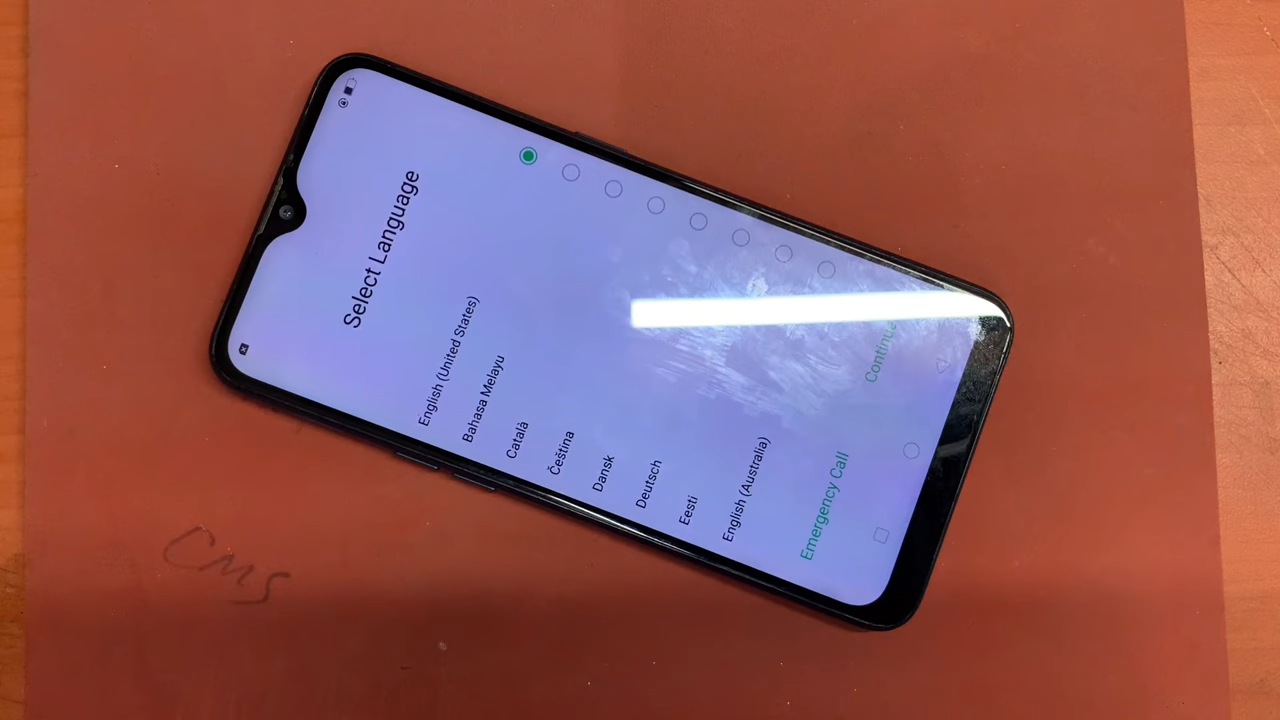 Select Language
English (United States)
Bahasa Melayu
Català
Čeština
Dansk
Deutsch
Eesti
English (Australia)
Emergency Call
Continue
CMS